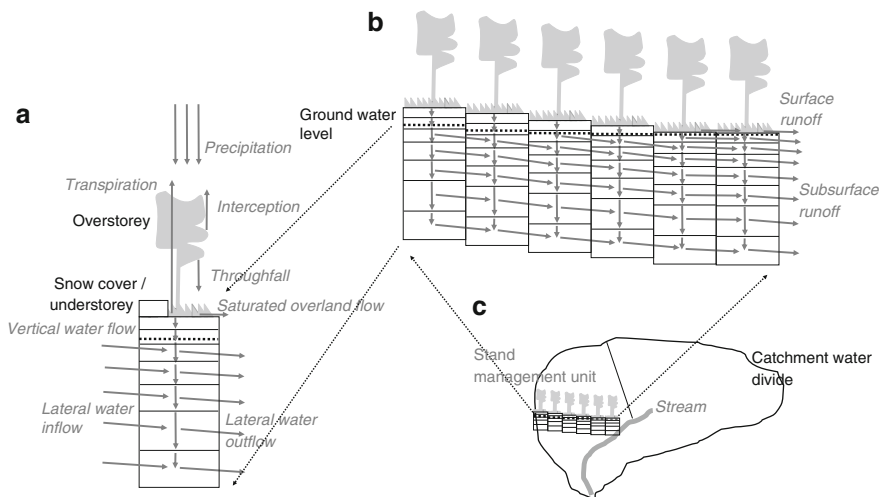 a
Precipitation
Transpiration
Interception
Overstorey
Throughfall
Snow cover /
understorey
Saturated overland flow
Vertical water flow
Lateral water
inflow
Lateral water
outflow
b
Ground water
level
Surface
runoff
Subsurface
runoff
c
Stand
management unit
Catchment water
divide
Stream